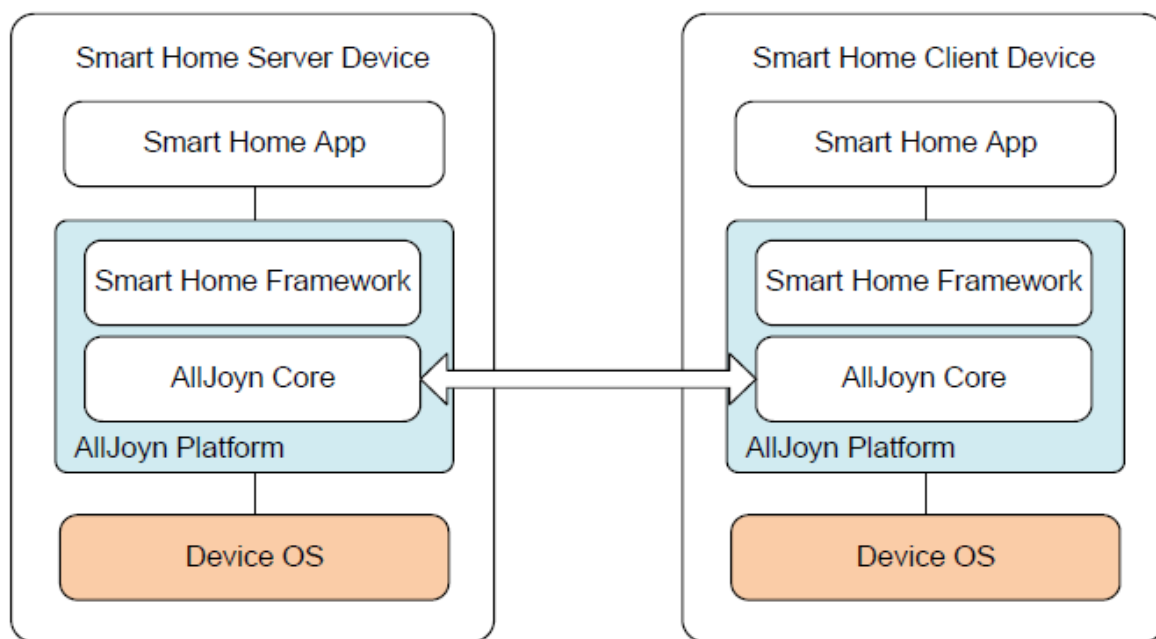 Smart Home Server Device
Smart Home App
Smart Home Framework
AllJoyn Core
AllJoyn Platform
Device OS
Smart Home Client Device
Smart Home App
Smart Home Framework
AllJoyn Core
AllJoyn Platform
Device OS